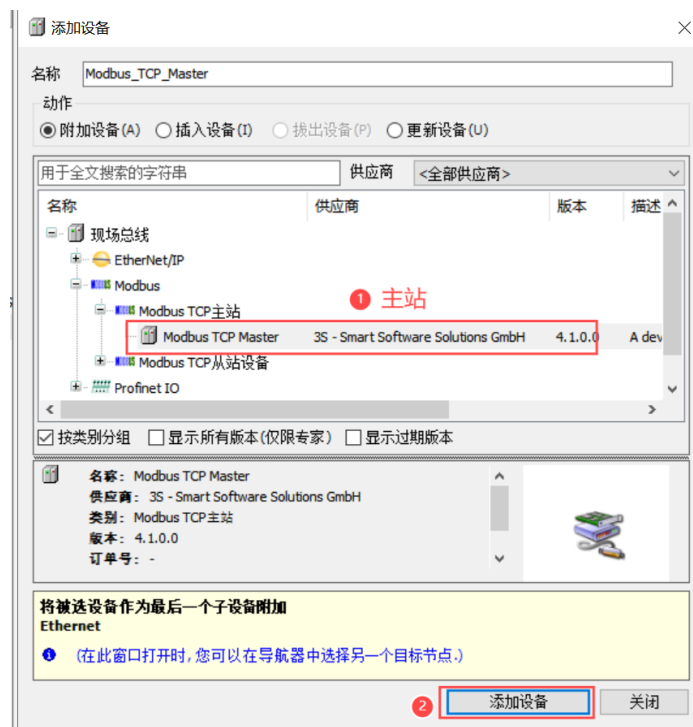 添加设备
名称 Modbus_TCP_Master
动作
附加设备(A) 插入设备(I) 拔出设备(P) 更新设备(U)
用于全文搜索的字符串 供应商 <全部供应商>
名称 供应商 版本 描述
现场总线
EtherNet/IP
Modbus
Modbus TCP主站
1 主站
Modbus TCP Master 3S - Smart Software Solutions GmbH 4.1.0.0 A dev
Modbus TCP从站设备
Profinet IO
按类别分组 显示所有版本(仅限专家) 显示过期版本
名称: Modbus TCP Master
供应商: 3S - Smart Software Solutions GmbH
类别: Modbus TCP主站
版本: 4.1.0.0
订单号: -
将被选设备作为最后一个子设备附加
Ethernet
(在此窗口打开时,您可以在导航器中选择另一个目标节点.)
2 添加设备 关闭